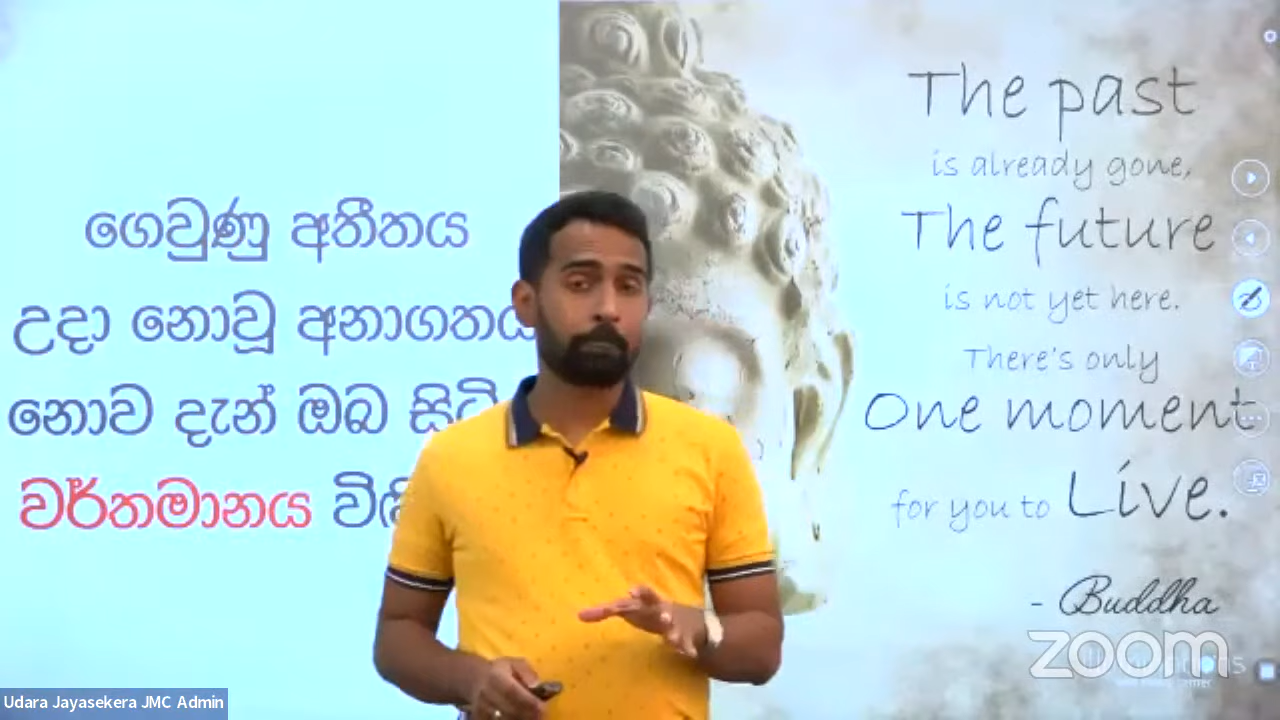 ගෙවුණු අතීතය
උදා නොවූ අනාගතය
නොව දැන් ඔබ
වර්තමානය
The past
is already gone,
The future
is not yet here.
There's only
One moment
for you to Live.
- Buddha
zoom
Udara Jayasekera JMC Admin